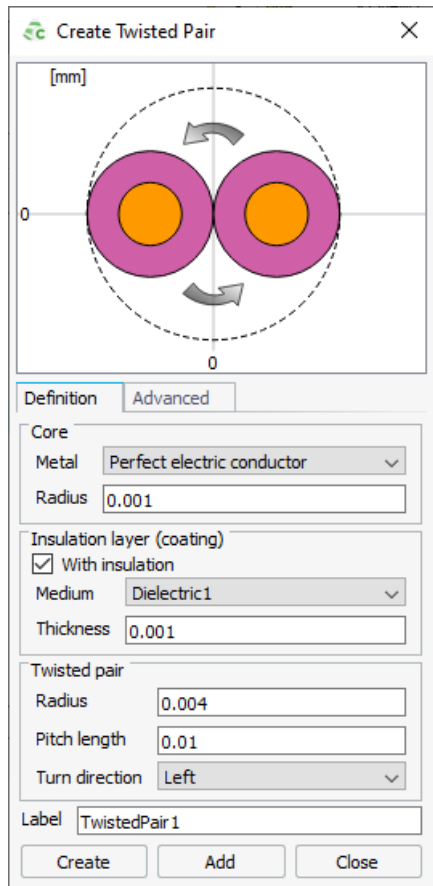 Create Twisted Pair
[mm]
0
0
Definition Advanced
Core
Metal Perfect electric conductor
Radius 0.001
Insulation layer (coating)
With insulation
Medium Dielectric1
Thickness 0.001
Twisted pair
Radius 0.004
Pitch length 0.01
Turn direction Left
Label TwistedPair1
Create Add Close